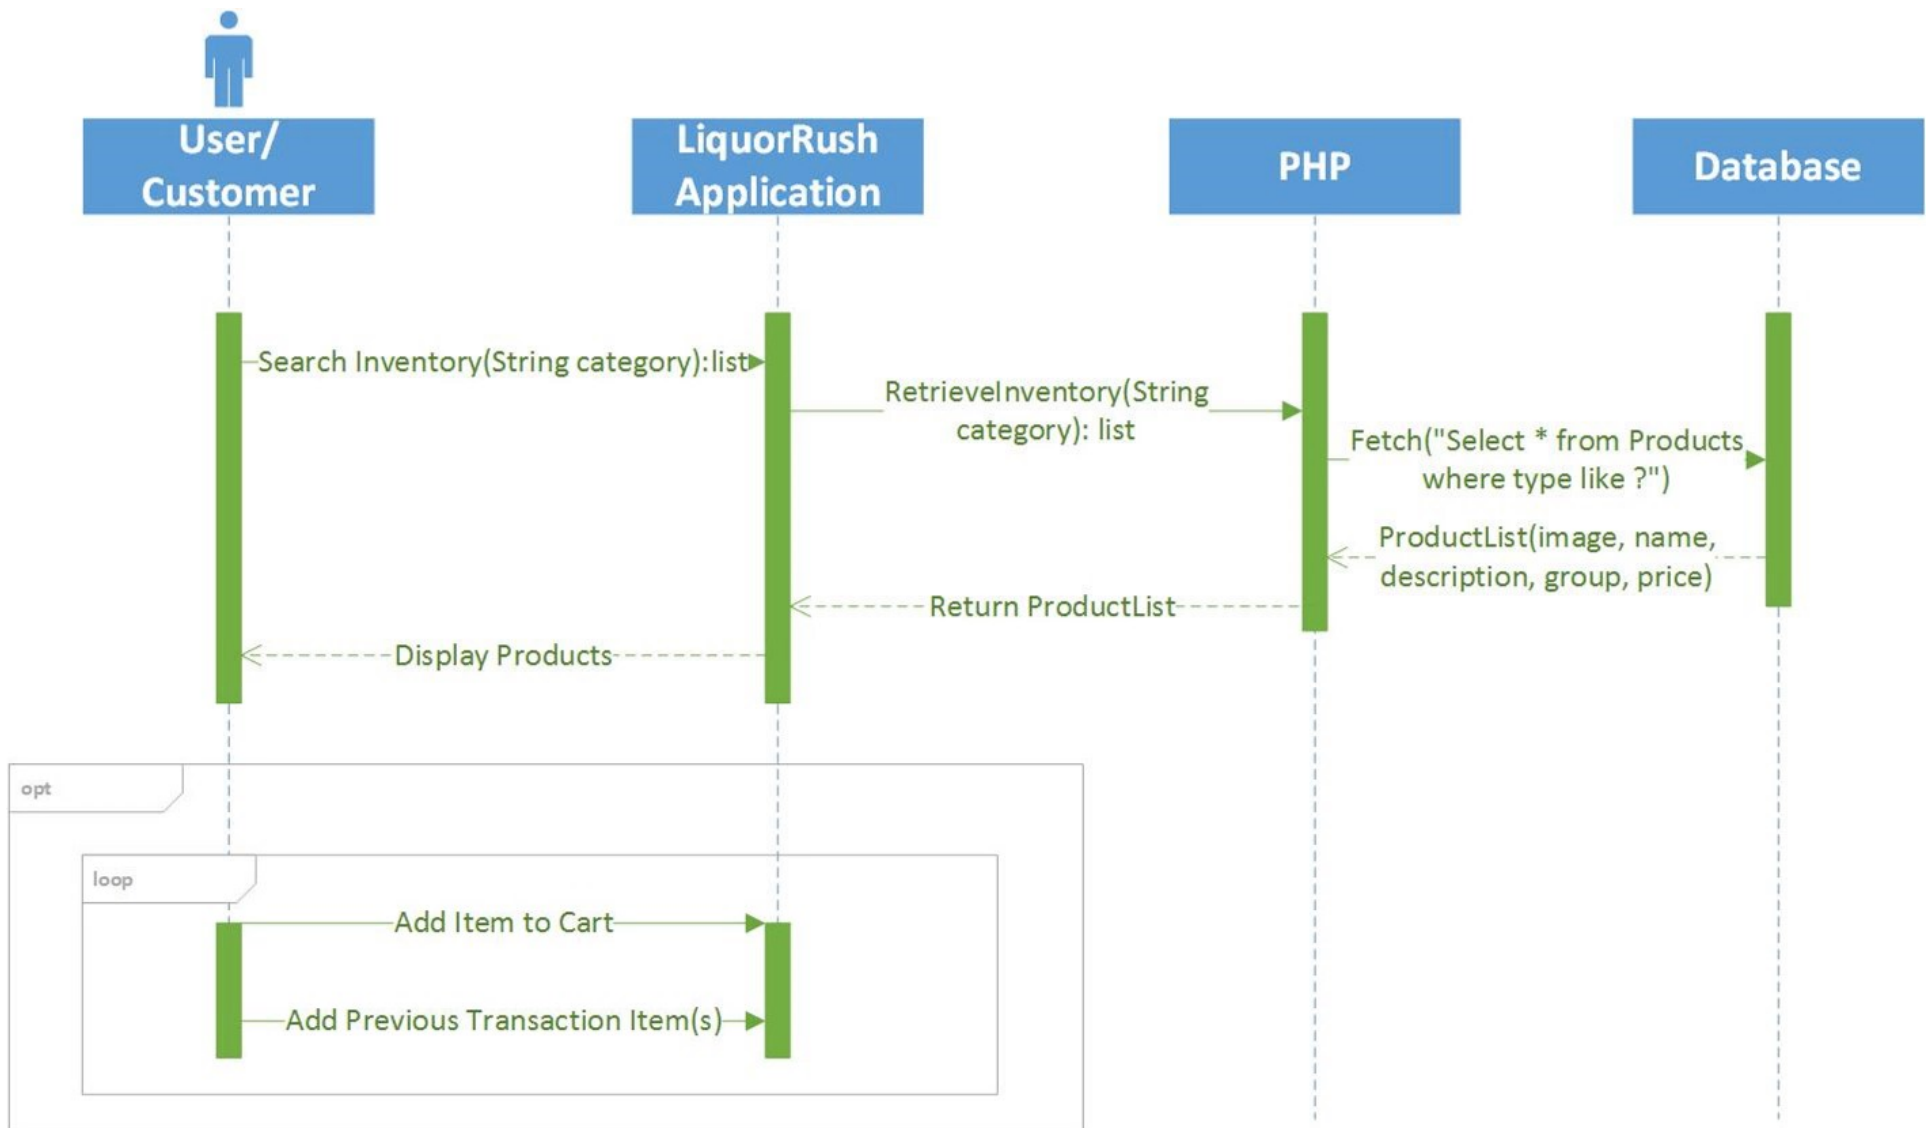 User/
Customer
LiquorRush
Application
PHP
Database
Search Inventory(String category):list
RetrieveInventory(String
category): list
Fetch("Select * from Products
where type like ?")
ProductList(image, name,
description, group, price)
Return ProductList
Display Products
opt
loop
Add Item to Cart
Add Previous Transaction Item(s)